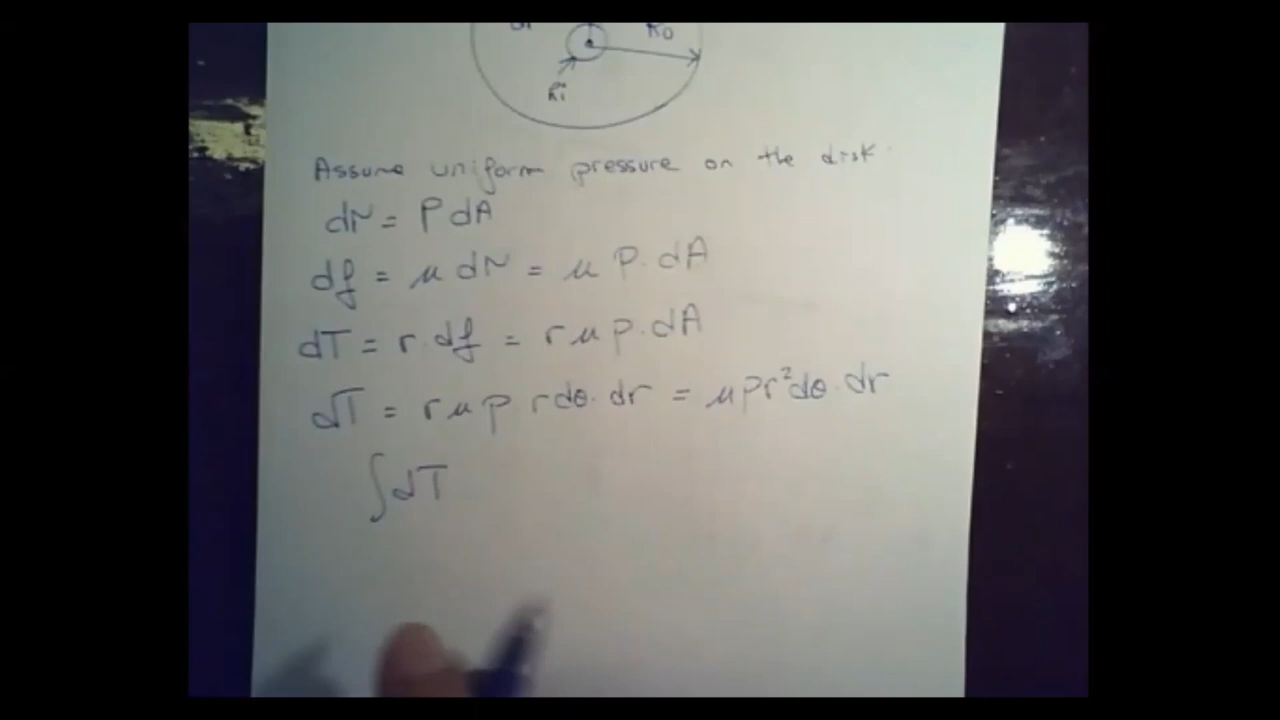 Ro
Ri
Assume uniform pressure on the disk.
dN = P dA
df = μ dN = μ P. dA
dT = r. df = r μ p. dA
dT = r μ p r dθ. dr = μ p r² dθ. dr
∫dT